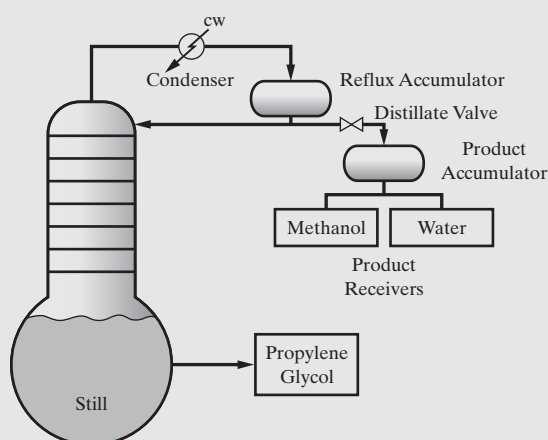 cw
Condenser
Reflux Accumulator
Distillate Valve
Product
Accumulator
Methanol
Water
Product
Receivers
Propylene
Glycol
Still